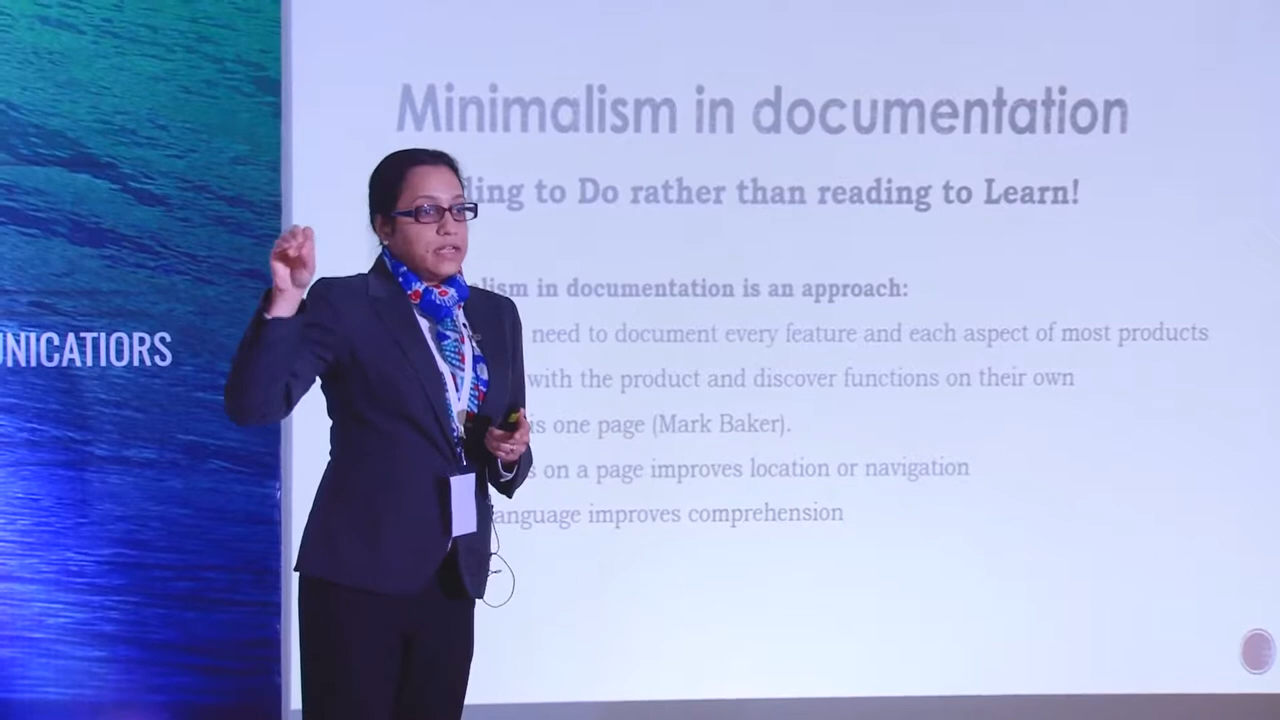 Minimalism in documentation
ding to Do rather than reading to Learn!
alism in documentation is an approach:
need to document every feature and each aspect of most products
with the product and discover functions on their own
is one page (Mark Baker).
s on a page improves location or navigation
anguage improves comprehension
UNICATIORS